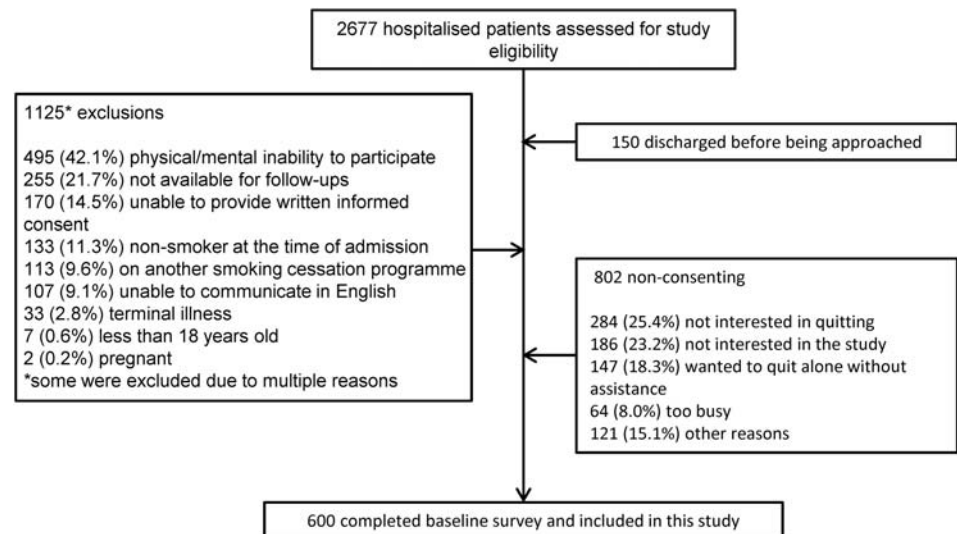 2677 hospitalised patients assessed for study
eligibility
150 discharged before being approached
1125* exclusions
495 (42.1%) physical/mental inability to participate
255 (21.7%) not available for follow-ups
170 (14.5%) unable to provide written informed
consent
133 (11.3%) non-smoker at the time of admission
113 (9.6%) on another smoking cessation programme
107 (9.1%) unable to communicate in English
33 (2.8%) terminal illness
7 (0.6%) less than 18 years old
2 (0.2%) pregnant
*some were excluded due to multiple reasons
802 non-consenting
284 (25.4%) not interested in quitting
186 (23.2%) not interested in the study
147 (18.3%) wanted to quit alone without
assistance
64 (8.0%) too busy
121 (15.1%) other reasons
600 completed baseline survey and included in this study